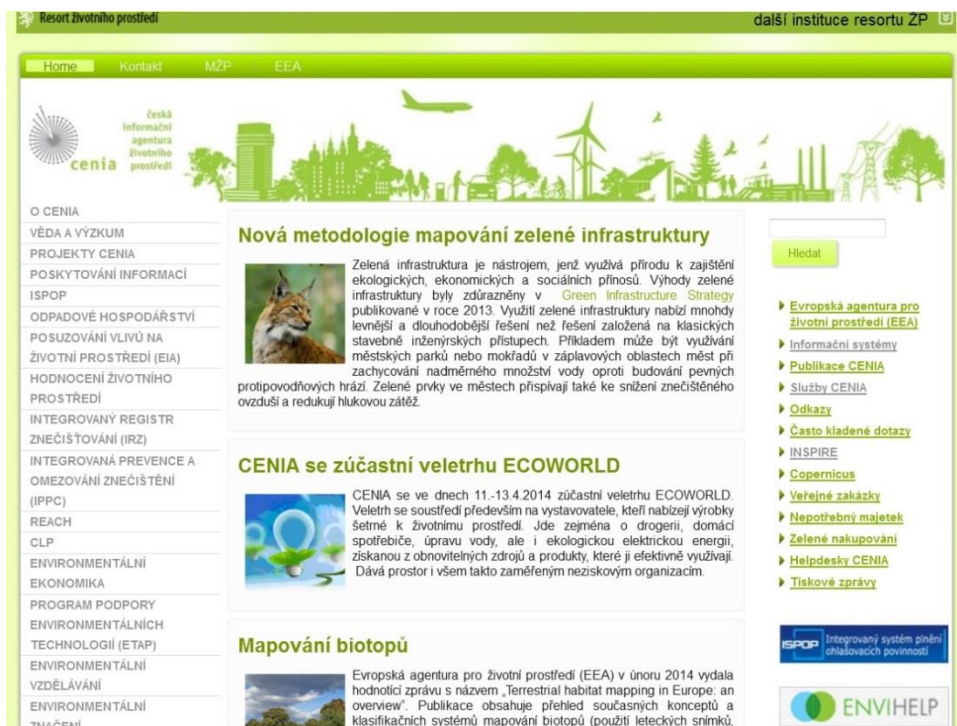 Resort životního prostředí
další instituce resortu ŽP
Home
Kontakt
MŽP
EEA
česká
informační
agentura
životního
prostředí
cenia
O CENIA
VĚDA A VÝZKUM
PROJEKTY CENIA
POSKYTOVÁNÍ INFORMACÍ
ISPOP
ODPADOVÉ HOSPODÁŘSTVÍ
POSUZOVÁNÍ VLIVŮ NA
ŽIVOTNÍ PROSTŘEDÍ (EIA)
HODNOCENÍ ŽIVOTNÍHO
PROSTŘEDÍ
INTEGROVANÝ REGISTR
ZNEČIŠŤOVÁNÍ (IRZ)
INTEGROVANÁ PREVENCE A
OMEZOVÁNÍ ZNEČIŠTĚNÍ
(IPPC)
REACH
CLP
ENVIRONMENTÁLNÍ
EKONOMIKA
PROGRAM PODPORY
ENVIRONMENTÁLNÍCH
TECHNOLOGIÍ (ETAP)
ENVIRONMENTÁLNÍ
VZDĚLÁVÁNÍ
ENVIRONMENTÁLNÍ
ZNAČENÍ
Nová metodologie mapování zelené infrastruktury
Zelená infrastruktura je nástrojem, jenž využívá přírodu k zajištění
ekologických, ekonomických a sociálních přínosů. Výhody zelené
infrastruktury byly zdůrazněny v Green Infrastructure Strategy
publikované v roce 2013. Využití zelené infrastruktury nabízí mnohdy
levnější a dlouhodobější řešení než řešení založená na klasických
stavebně inženýrských přístupech. Příkladem může být využívání
městských parků nebo mokřadů v záplavových oblastech měst při
zachycování nadměrného množství vody oproti budování pevných
protipovodňových hrází. Zelené prvky ve městech přispívají také ke snížení znečištěného
ovzduší a redukují hlukovou zátěž.
CENIA se zúčastní veletrhu ECOWORLD
CENIA se ve dnech 11.-13.4.2014 zúčastní veletrhu ECOWORLD.
Veletrh se soustředí především na vystavovatele, kteří nabízejí výrobky
šetrné k životnímu prostředí. Jde zejména o drogerii, domácí
spotřebiče, úpravu vody, ale i ekologickou elektrickou energii,
získanou z obnovitelných zdrojů a produkty, které ji efektivně využívají.
Dává prostor i všem takto zaměřeným neziskovým organizacím.
Mapování biotopů
Evropská agentura pro životní prostředí (EEA) v únoru 2014 vydala
hodnotící zprávu s názvem „Terrestrial habitat mapping in Europe: an
overview". Publikace obsahuje přehled současných konceptů a
klasifikačních systémů mapování biotopů (použití leteckých snímků,
Hledat
Evropská agentura pro
životní prostředí (EEA)
Informační systémy
Publikace CENIA
Služby CENIA
Odkazy
Často kladené dotazy
INSPIRE
Copernicus
Veřejné zakázky
Nepotřebný majetek
Zelené nakupování
Helpdesky CENIA
Tiskové zprávy
ISPOP
Integrovaný systém plnění
ohlašovacích povinností
ENVIHELP